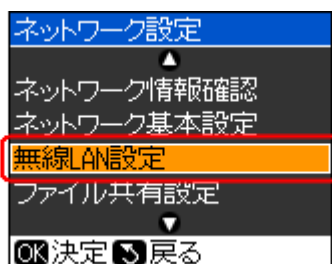 ネットワーク設定
ネットワーク情報確認
ネットワーク基本設定
無線LAN設定
ファイル共有設定
OK決定 戻る